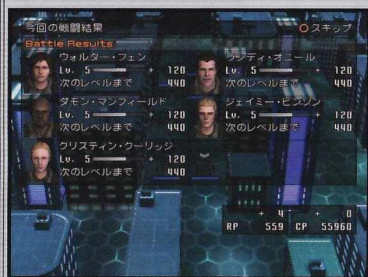 今回の戦闘結果
スキップ
Battle Results
ウォルター・フェン
Lv. 5 + 120
次のレベルまで 440
フラディ・オニール
Lv. 5 + 120
次のレベルまで 440
ダモン・マンフィールド
Lv. 5 + 120
次のレベルまで 440
ジェイミー・ビブソン
Lv. 5 + 120
次のレベルまで 440
クリスティン・クーリッジ
Lv. 5 + 120
次のレベルまで 440
+ 4 + 0
RP 559 CP 55960